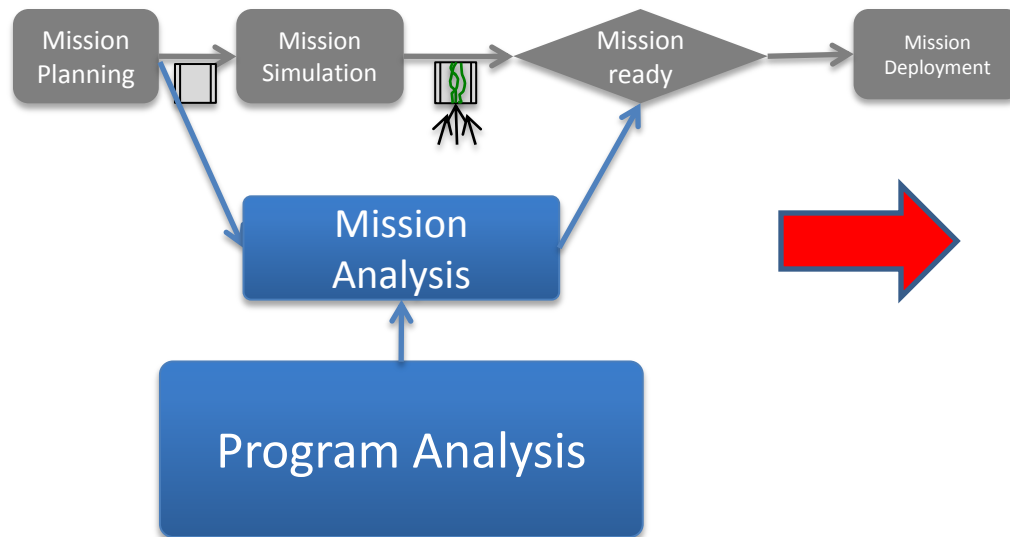 Mission
Planning
Mission
Simulation
Mission
ready
Mission
Deployment
Mission
Analysis
Program Analysis